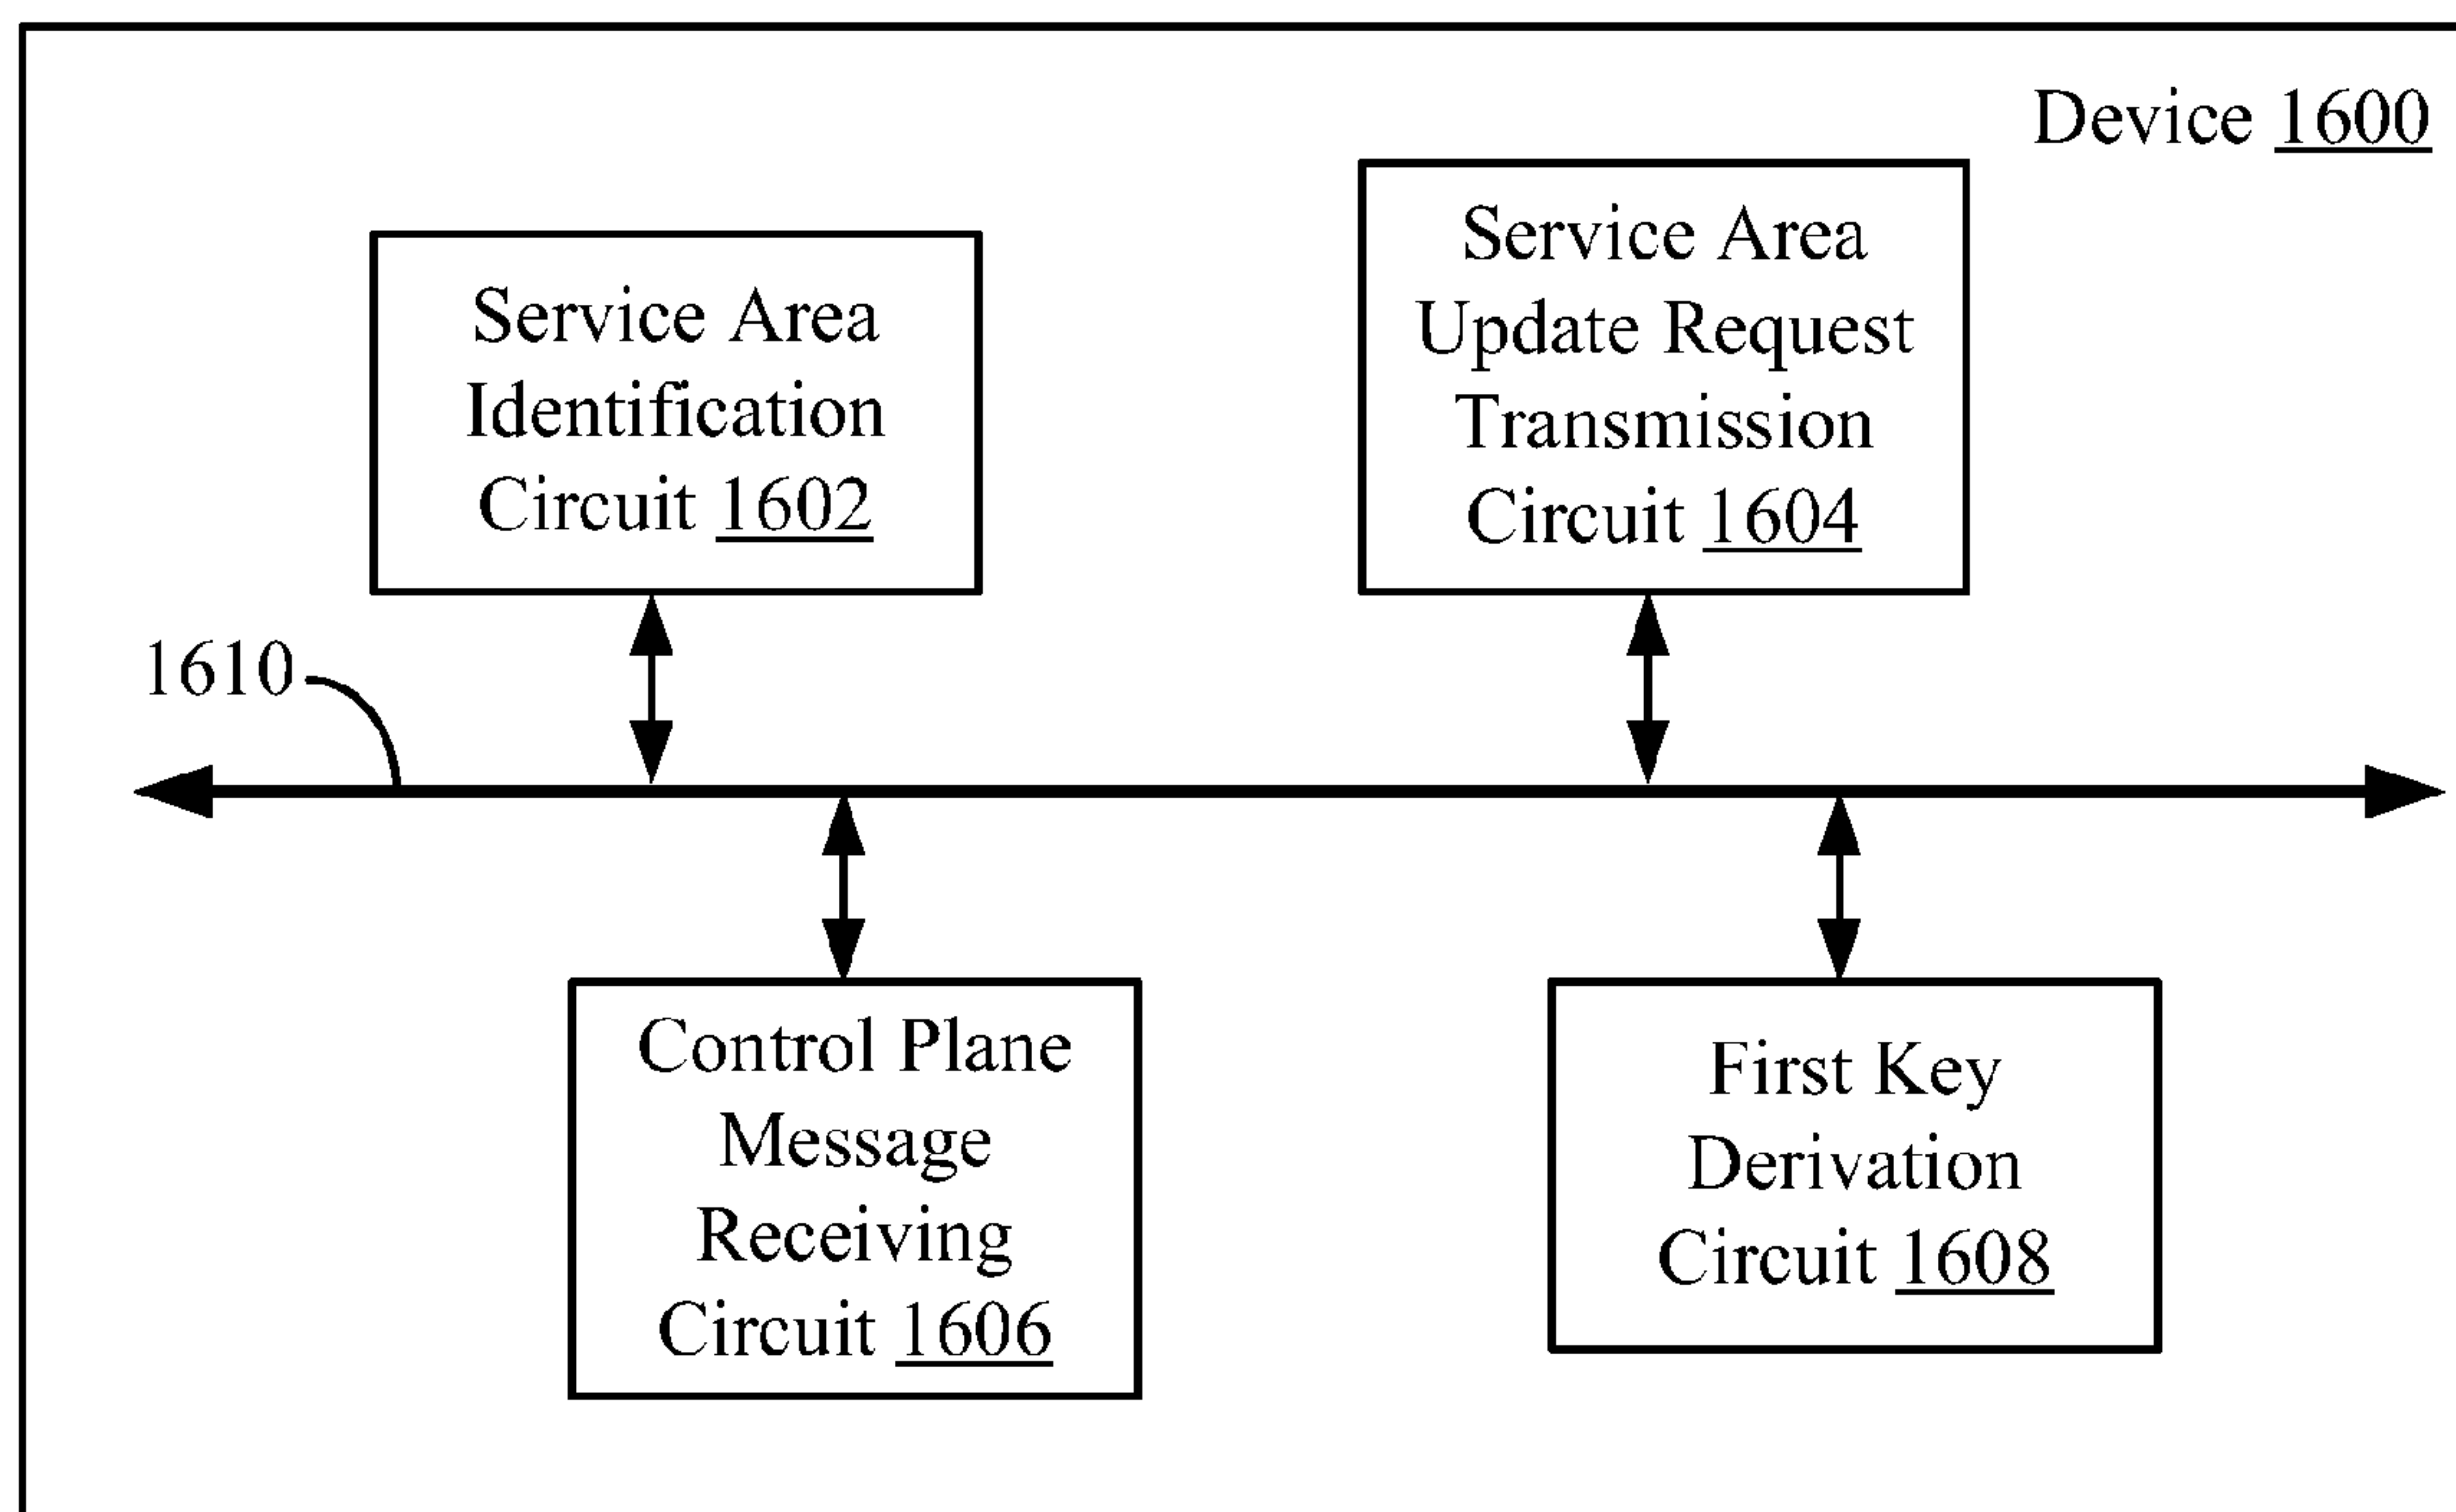 Device 1600
Service Area
Identification
Circuit 1602
Service Area
Update Request
Transmission
Circuit 1604
1610
Control Plane
Message
Receiving
Circuit 1606
First Key
Derivation
Circuit 1608